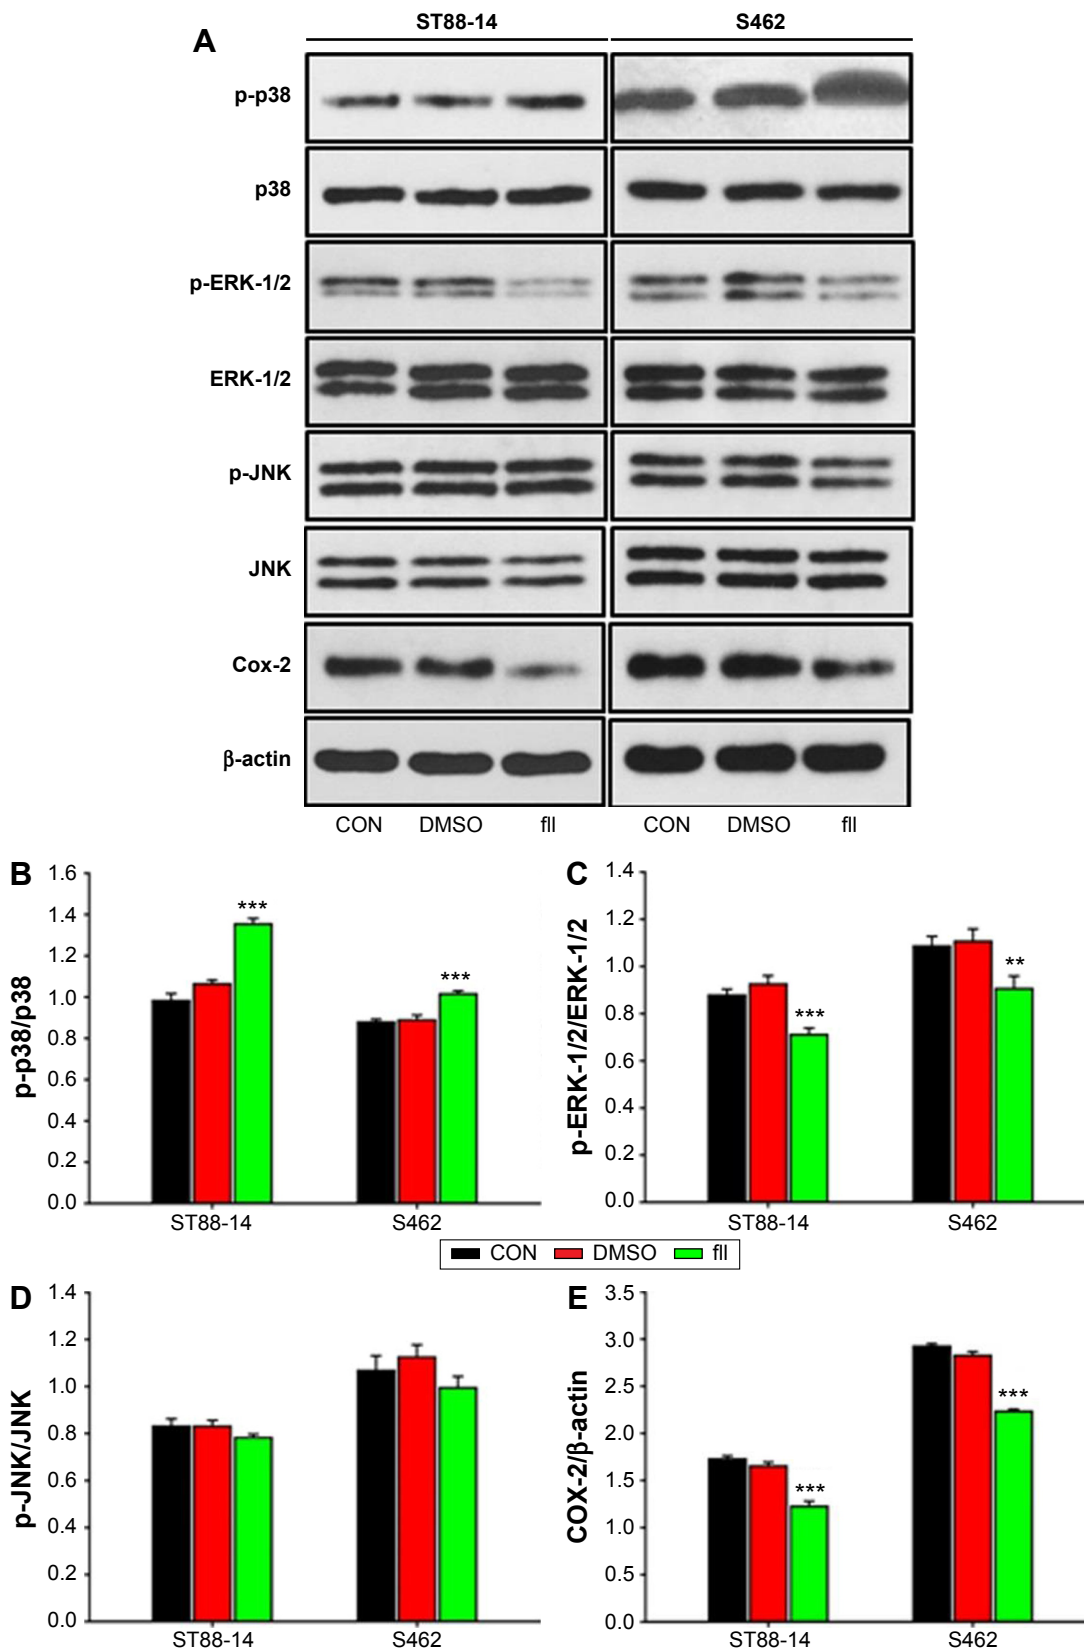 ST88-14 S462
A
p-p38
p38
p-ERK-1/2
ERK-1/2
p-JNK
JNK
Cox-2
β-actin
CON DMSO fll CON DMSO fll
B
p-p38/p38
1.6
1.4
1.2
1.0
0.8
0.6
0.4
0.2
0.0
***
***
ST88-14 S462
C
p-ERK-1/2/ERK-1/2
1.4
1.2
1.0
0.8
0.6
0.4
0.2
0.0
***
**
ST88-14 S462
CON DMSO fll
D
p-JNK/JNK
1.4
1.2
1.0
0.8
0.6
0.4
0.2
0.0
ST88-14 S462
E
COX-2/β-actin
3.5
3.0
2.5
2.0
1.5
1.0
0.5
0.0
***
***
ST88-14 S462